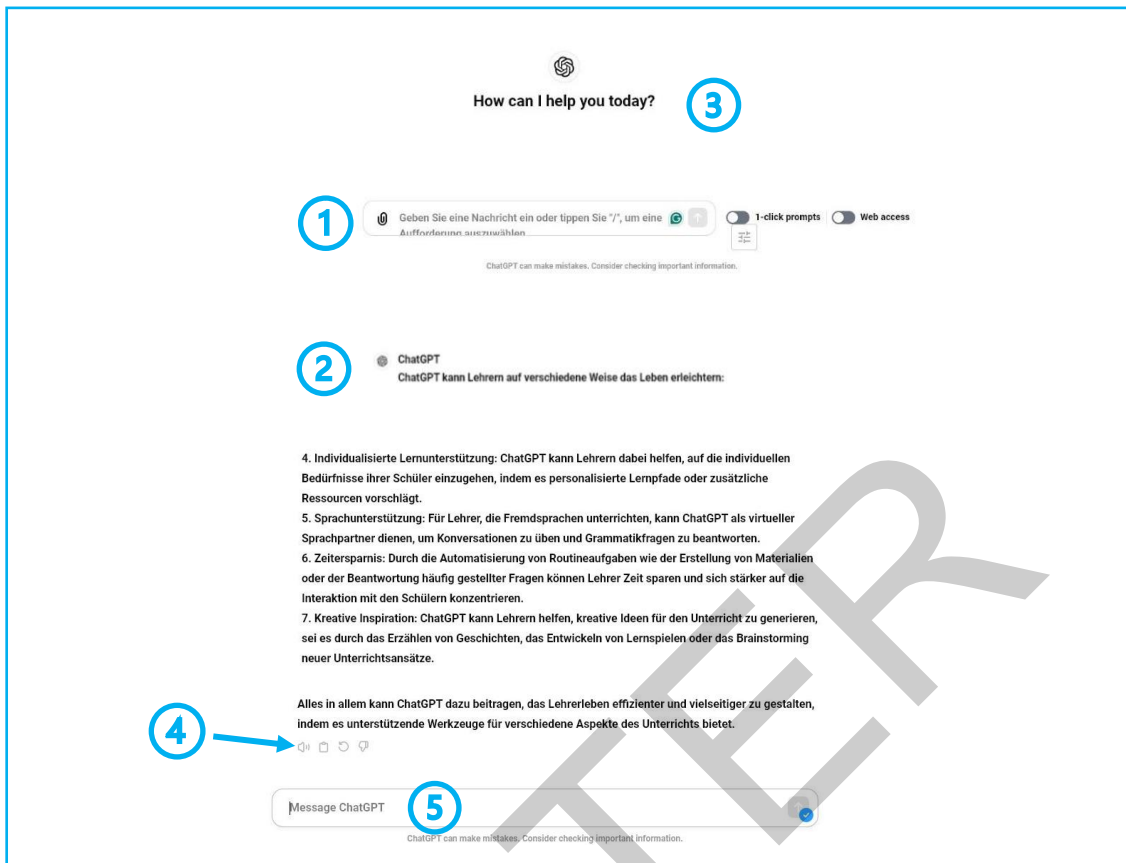 How can I help you today?
3
1
Geben Sie eine Nachricht ein oder tippen Sie "/", um eine
Aufforderung auszuwählen
1-click prompts
Web access
ChatGPT can make mistakes. Consider checking important information.
2
ChatGPT
ChatGPT kann Lehrern auf verschiedene Weise das Leben erleichtern:
4. Individualisierte Lernunterstützung: ChatGPT kann Lehrern dabei helfen, auf die individuellen
Bedürfnisse ihrer Schüler einzugehen, indem es personalisierte Lernpfade oder zusätzliche
Ressourcen vorschlägt.
5. Sprachunterstützung: Für Lehrer, die Fremdsprachen unterrichten, kann ChatGPT als virtueller
Sprachpartner dienen, um Konversationen zu üben und Grammatikfragen zu beantworten.
6. Zeitersparnis: Durch die Automatisierung von Routineaufgaben wie der Erstellung von Materialien
oder der Beantwortung häufig gestellter Fragen können Lehrer Zeit sparen und sich stärker auf die
Interaktion mit den Schülern konzentrieren.
7. Kreative Inspiration: ChatGPT kann Lehrern helfen, kreative Ideen für den Unterricht zu generieren,
sei es durch das Erzählen von Geschichten, das Entwickeln von Lernspielen oder das Brainstorming
neuer Unterrichtsansätze.
Alles in allem kann ChatGPT dazu beitragen, das Lehrerleben effizienter und vielseitiger zu gestalten,
indem es unterstützende Werkzeuge für verschiedene Aspekte des Unterrichts bietet.
4
Message ChatGPT
5
ChatGPT can make mistakes. Consider checking important information.
TER